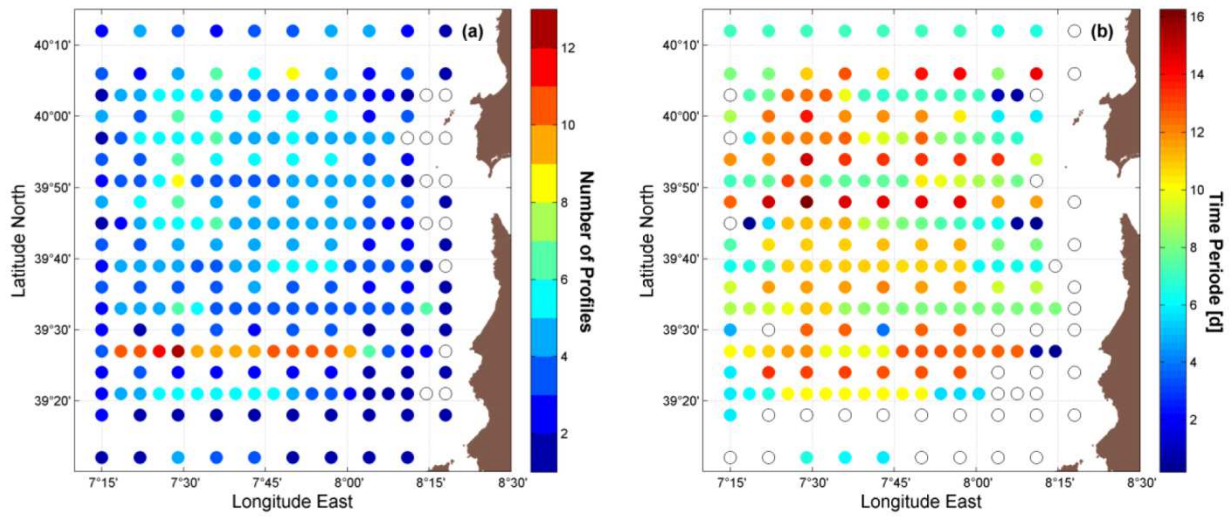 (a)
40°10'
40°00'
39°50'
39°40'
39°30'
39°20'
Latitude North
7°15' 7°30' 7°45' 8°00' 8°15' 8°30'
Longitude East
12
10
8
6
4
2
Number of Profiles
(b)
40°10'
40°00'
39°50'
39°40'
39°30'
39°20'
Latitude North
7°15' 7°30' 7°45' 8°00' 8°15' 8°30'
Longitude East
16
14
12
10
8
6
4
2
Time Periode [d]